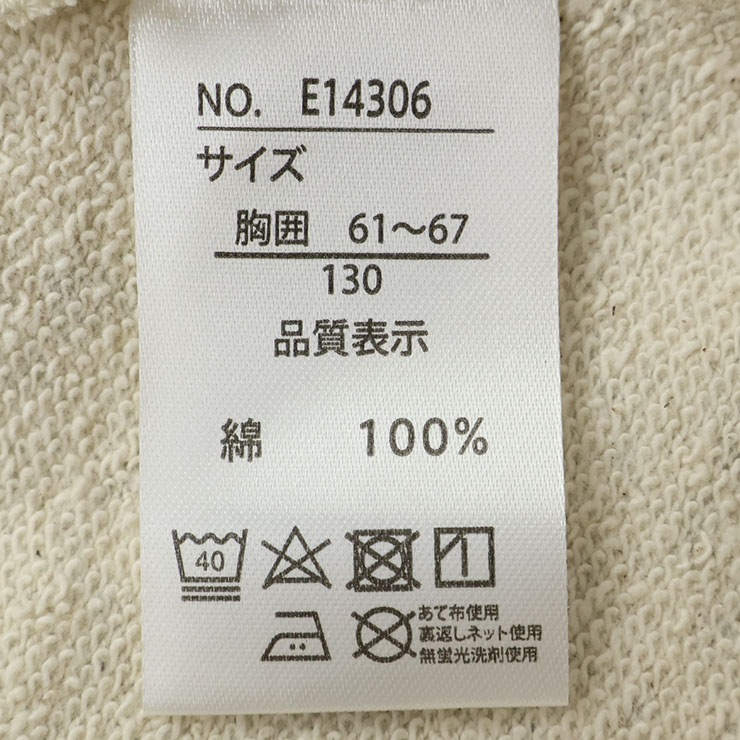 NO. E14306
サイズ
胸囲 61～67
130
品質表示
綿 100%
40
あて布使用
裏返しネット使用
無蛍光洗剤使用